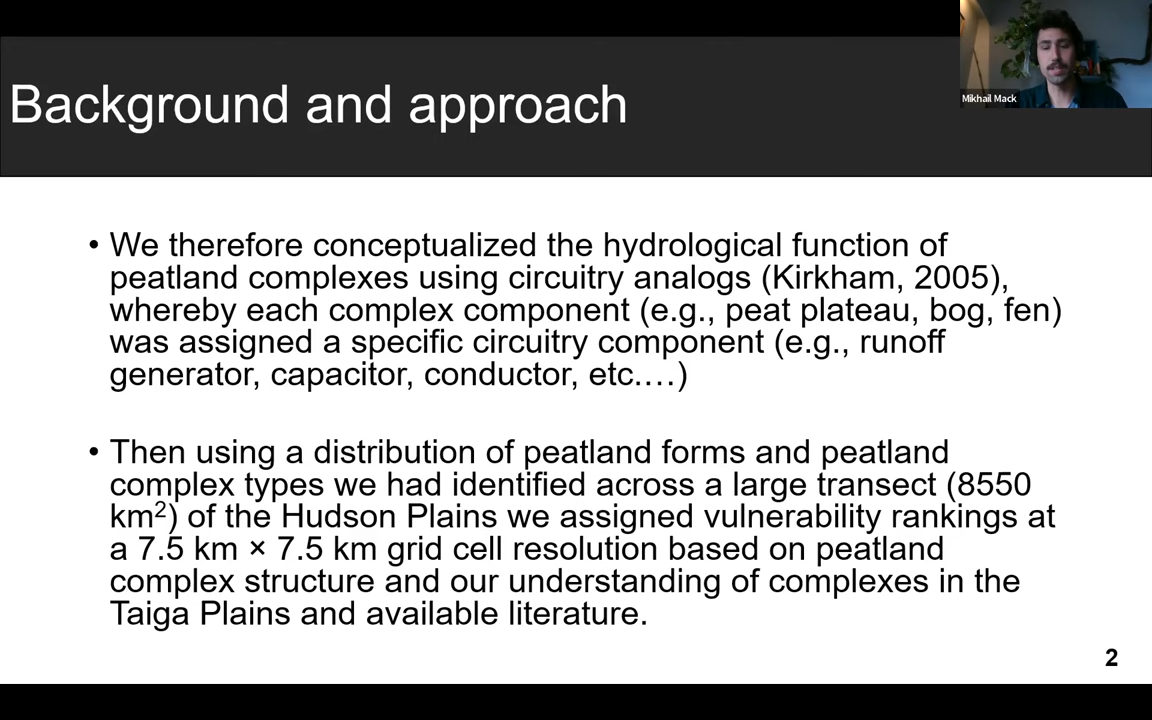 Mikhail Mack
Background and approach
• We therefore conceptualized the hydrological function of
peatland complexes using circuitry analogs (Kirkham, 2005),
whereby each complex component (e.g., peat plateau, bog, fen)
was assigned a specific circuitry component (e.g., runoff
generator, capacitor, conductor, etc.…)
• Then using a distribution of peatland forms and peatland
complex types we had identified across a large transect (8550
km²) of the Hudson Plains we assigned vulnerability rankings at
a 7.5 km × 7.5 km grid cell resolution based on peatland
complex structure and our understanding of complexes in the
Taiga Plains and available literature.
2